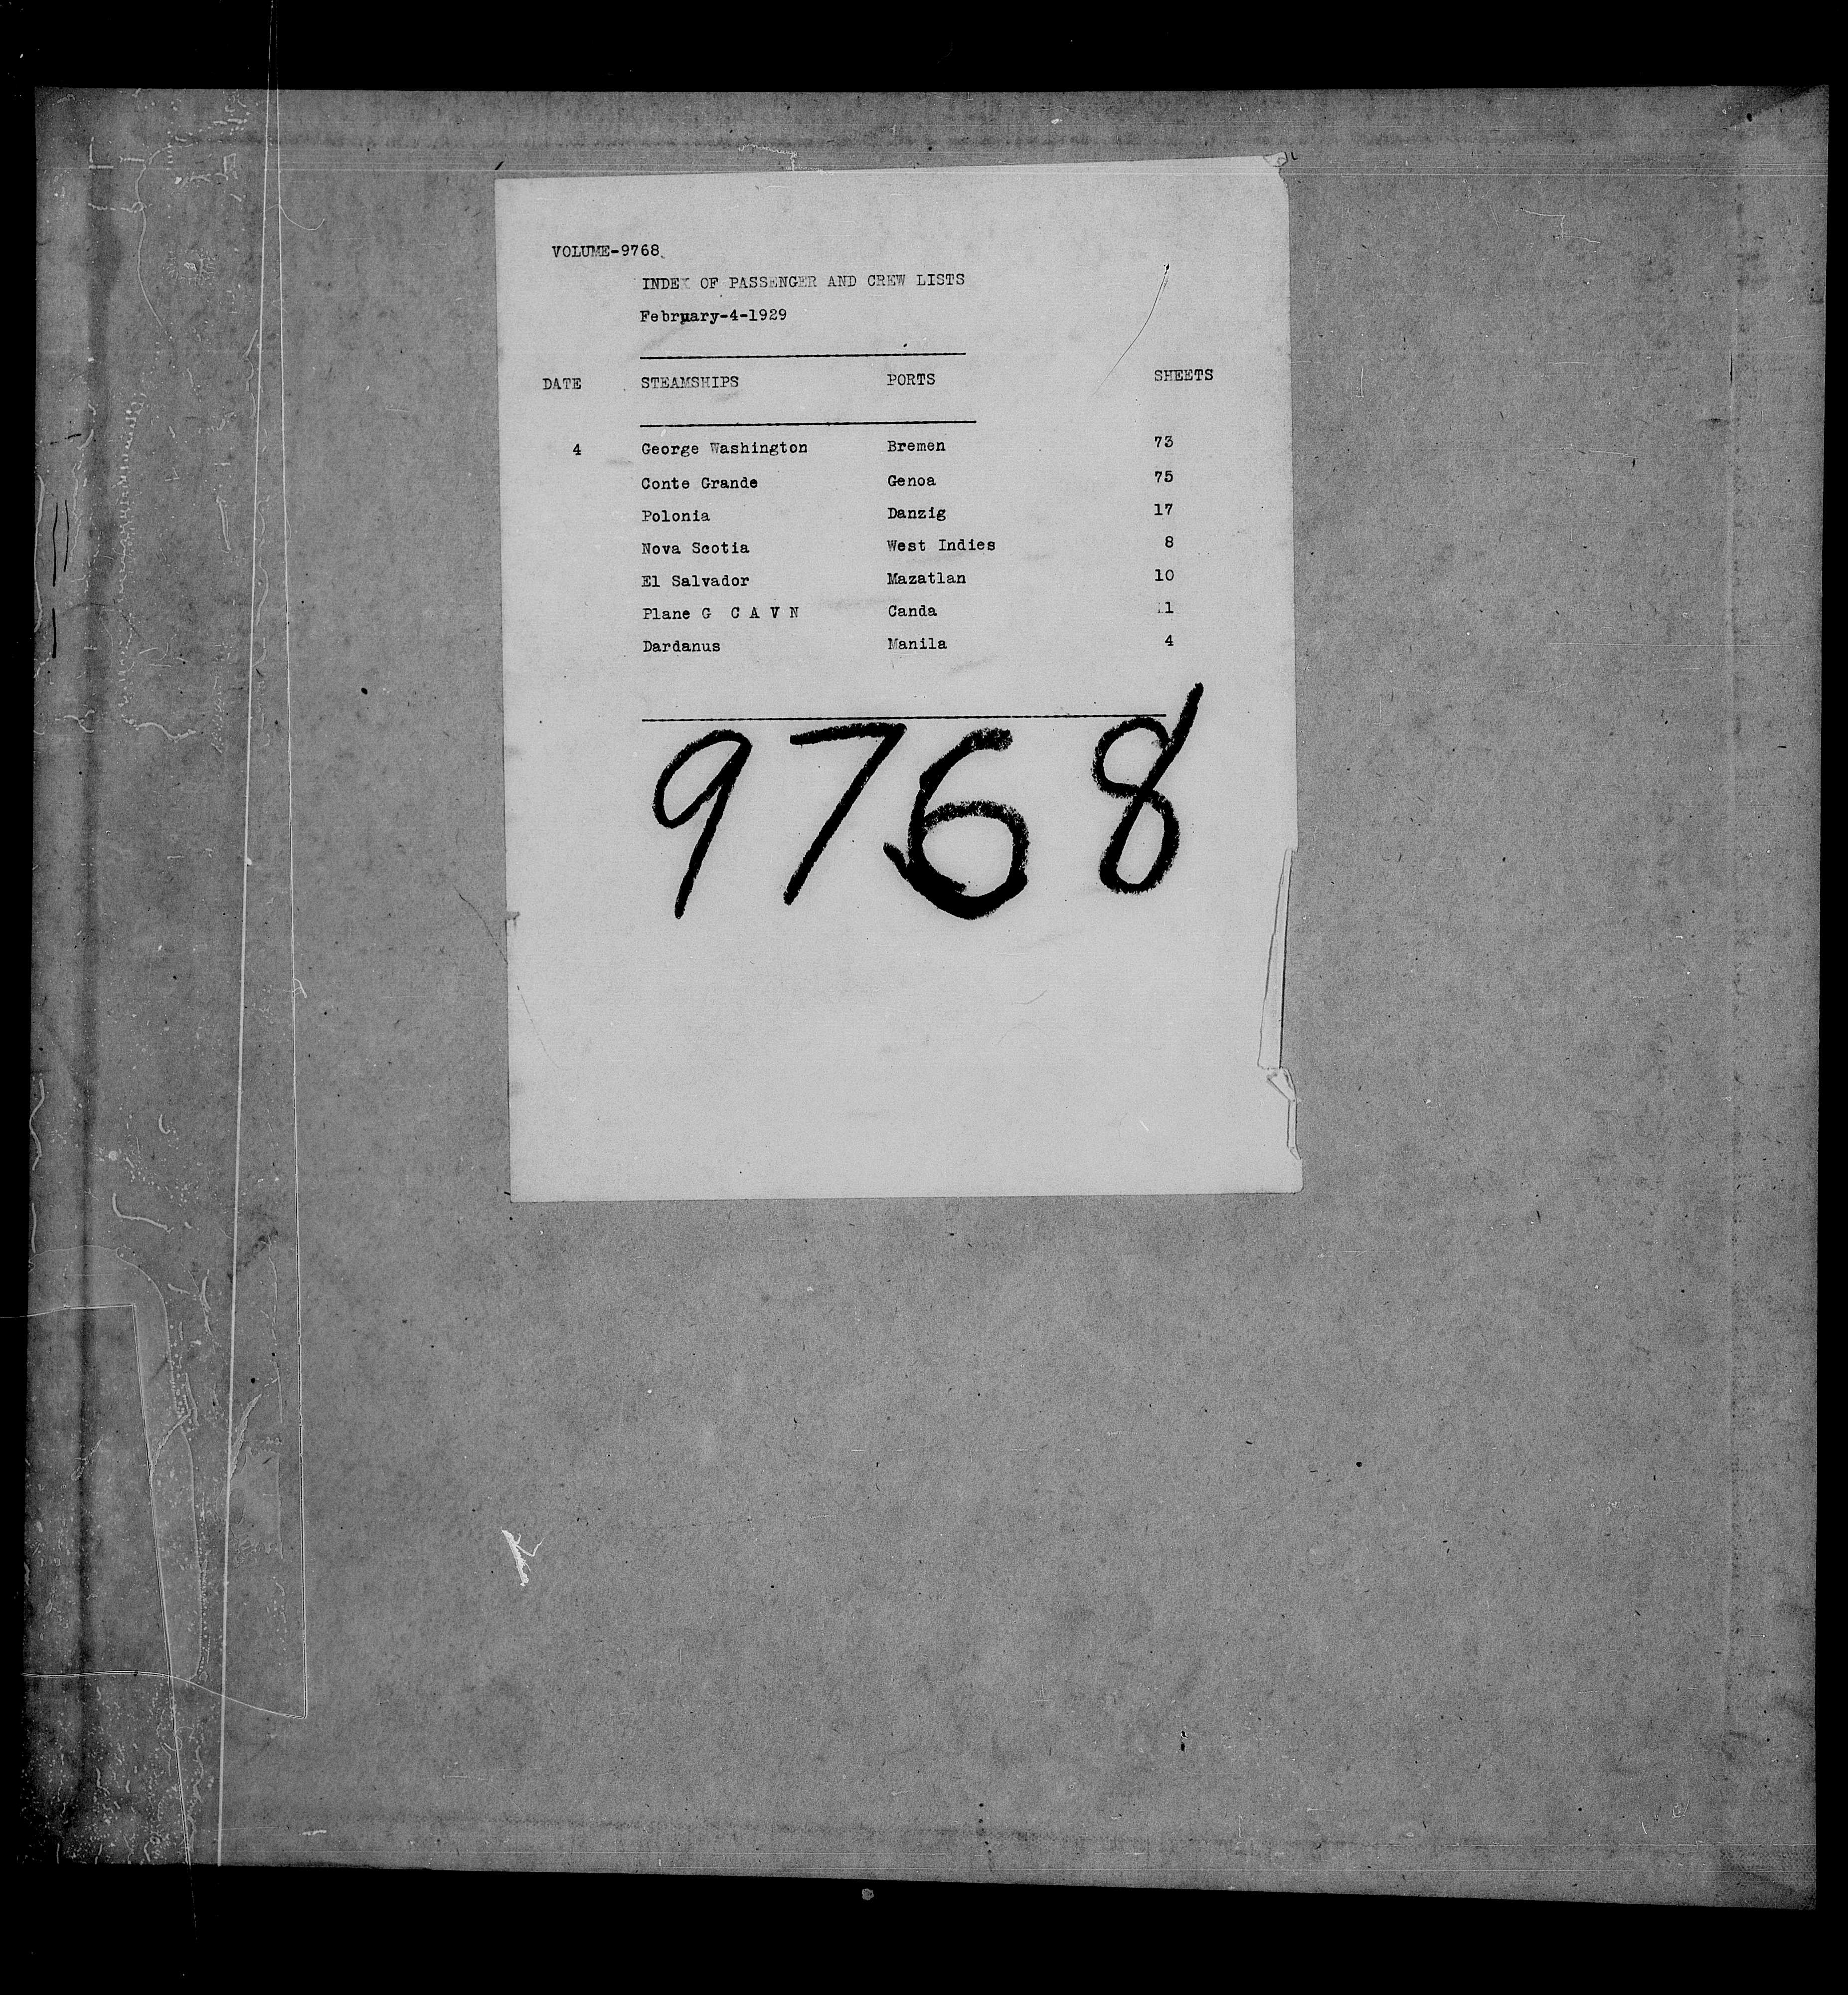 VOLUME-9768.
INDEX OF PASSENGER AND CREW LISTS
February-4-1929
DATE STEAMSHIPS PORTS SHEETS
4 George Washington Bremen 73
Conte Grande Genoa 75
Polonia Danzig 17
Nova Scotia West Indies 8
El Salvador Mazatlan 10
Plane G C A V N Canda 11
Dardanus Manila 4
9768